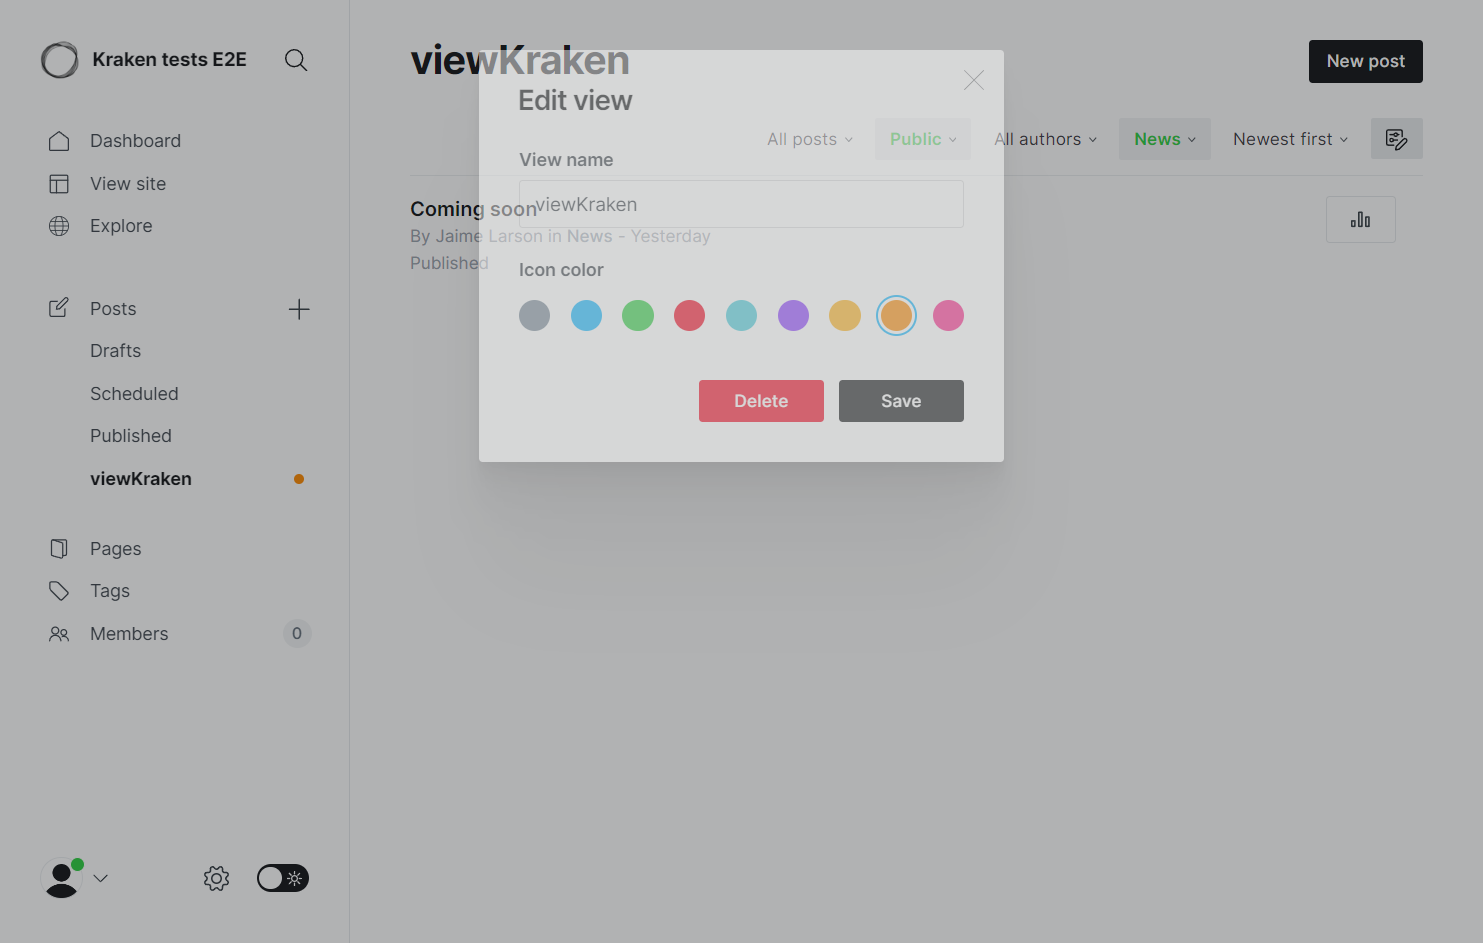 Kraken tests E2E
Dashboard
View site
Explore
Posts
Drafts
Scheduled
Published
viewKraken
Pages
Tags
Members 0
viewKraken
New post
All posts Public All authors News Newest first
Coming soon
By Jaime Larson in News - Yesterday
Published
Edit view
View name
viewKraken
Icon color
Delete Save